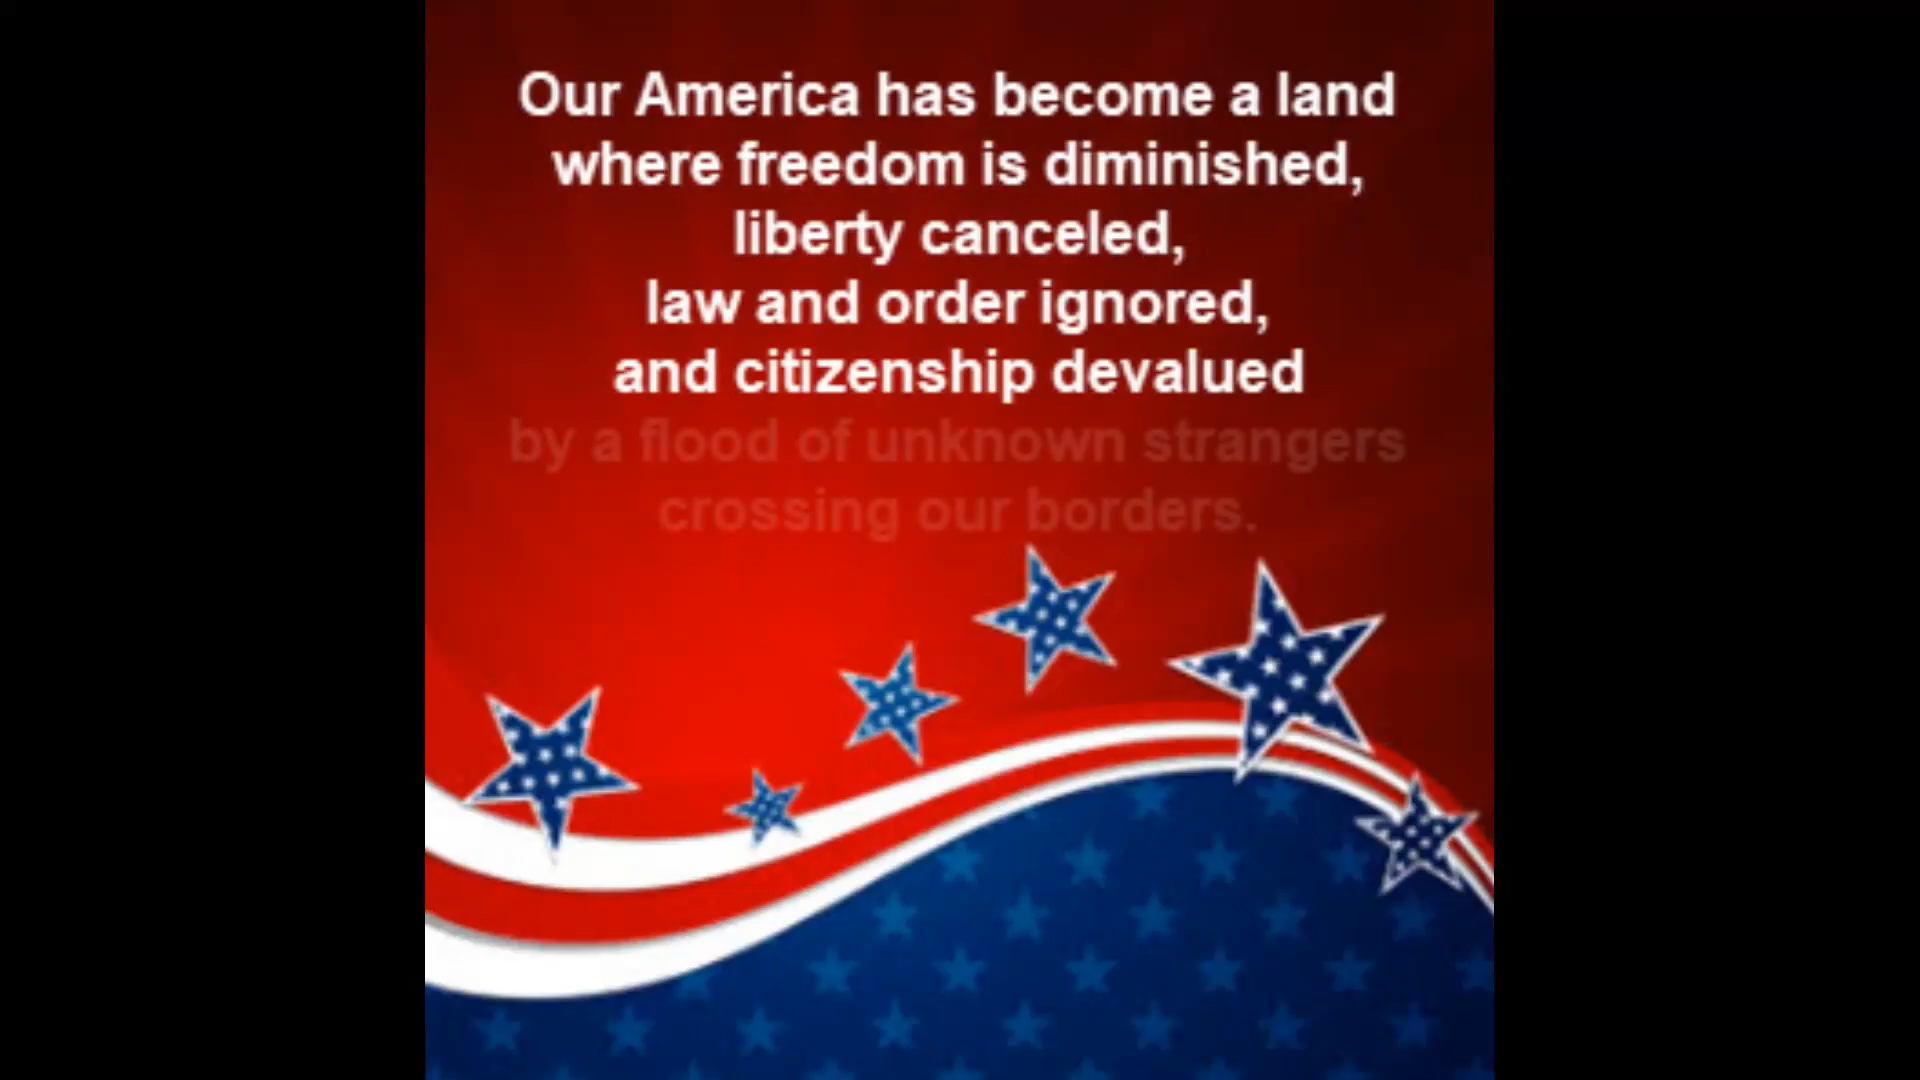 Our America has become a land
where freedom is diminished,
liberty canceled,
law and order ignored,
and citizenship devalued
by a flood of unknown strangers
crossing our borders.